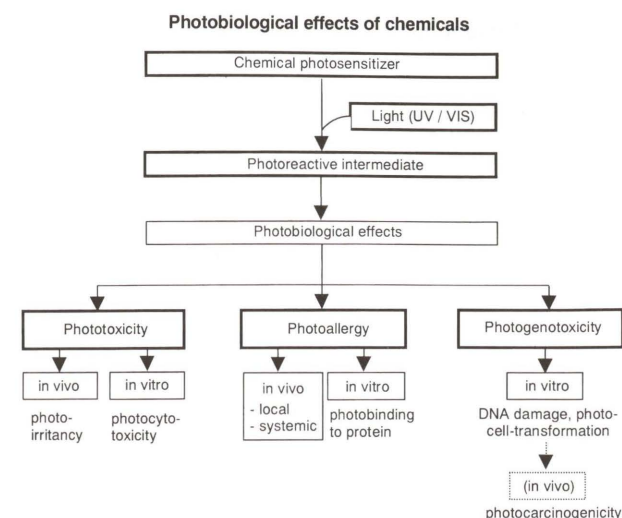 Photobiological effects of chemicals
Chemical photosensitizer
Light (UV / VIS)
Photoreactive intermediate
Photobiological effects
Phototoxicity
Photoallergy
Photogenotoxicity
in vivo
in vitro
in vivo
- local
- systemic
in vitro
in vitro
photo-
irritancy
photocyto-
toxicity
photobinding
to protein
DNA damage, photo-
cell-transformation
(in vivo)
photocarcinogenicity